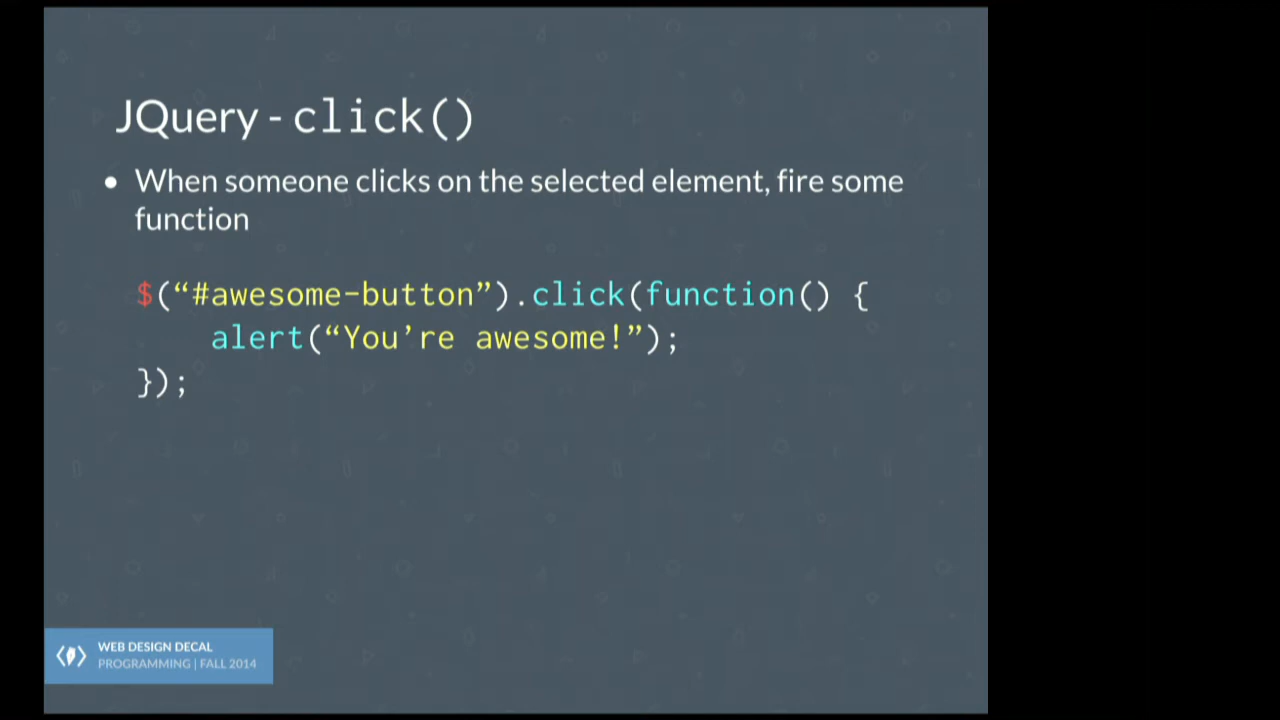 JQuery - click()
• When someone clicks on the selected element, fire some
function
$(“#awesome-button”).click(function() {
alert(“You’re awesome!”);
});
WEB DESIGN DECAL
PROGRAMMING | FALL 2014